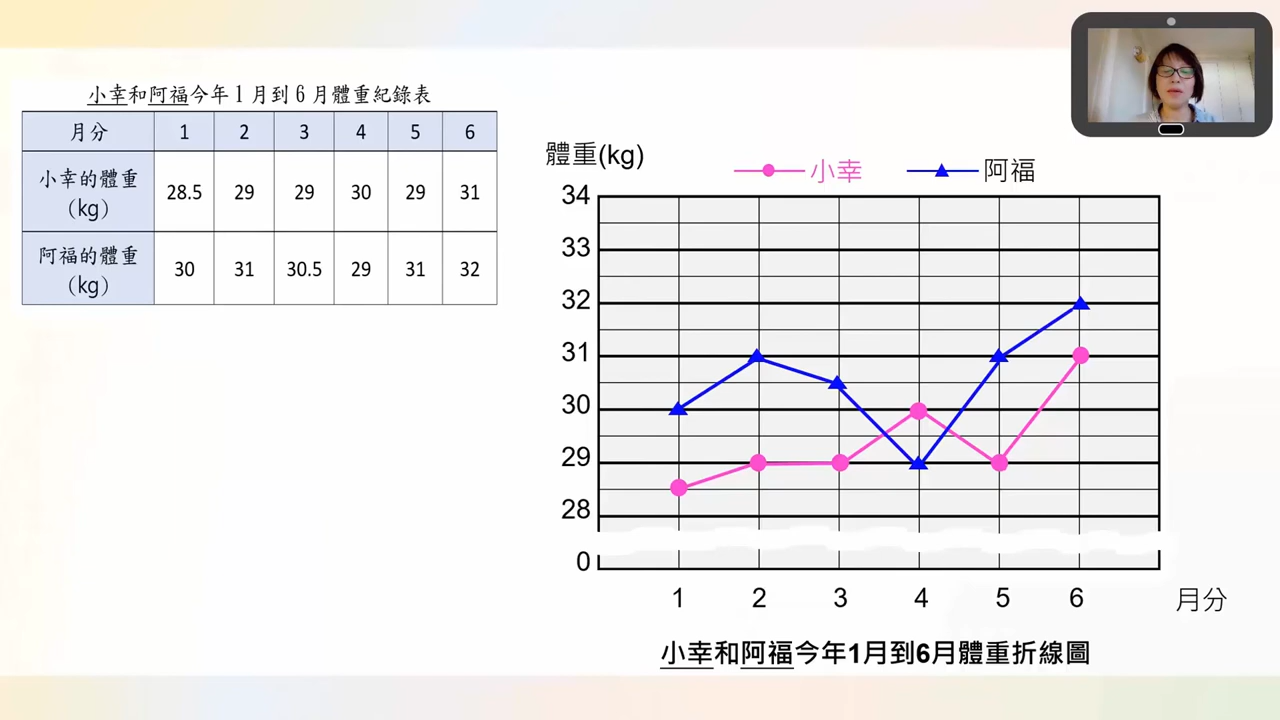 小幸和阿福今年1月到6月體重紀錄表
月分 1 2 3 4 5 6
小幸的體重
(kg) 28.5 29 29 30 29 31
阿福的體重
(kg) 30 31 30.5 29 31 32
體重(kg)
小幸 阿福
34
33
32
31
30
29
28
0
1 2 3 4 5 6 月分
小幸和阿福今年1月到6月體重折線圖